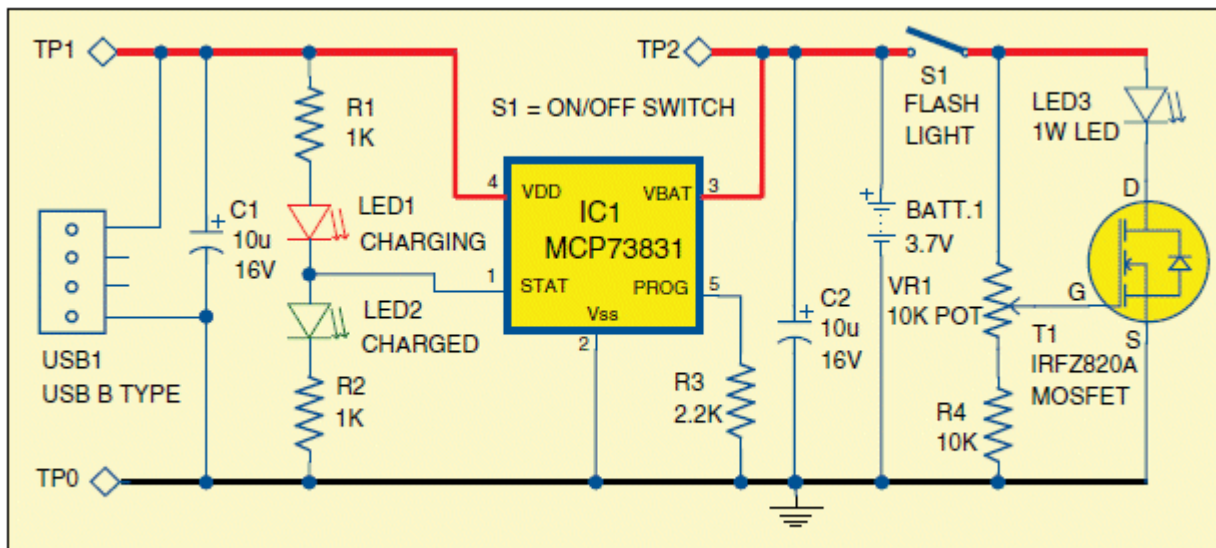 TP1
R1
1K
LED1
CHARGING
C1
+
10u
16V
LED2
CHARGED
R2
1K
USB1
USB B TYPE
TP0
TP2
S1 = ON/OFF SWITCH
4
VDD
VBAT
3
IC1
MCP73831
1
STAT
PROG
5
Vss
2
R3
2.2K
+
C2
10u
16V
S1
FLASH
LIGHT
+
BATT.1
3.7V
VR1
10K POT
R4
10K
LED3
1W LED
D
G
S
T1
IRFZ820A
MOSFET